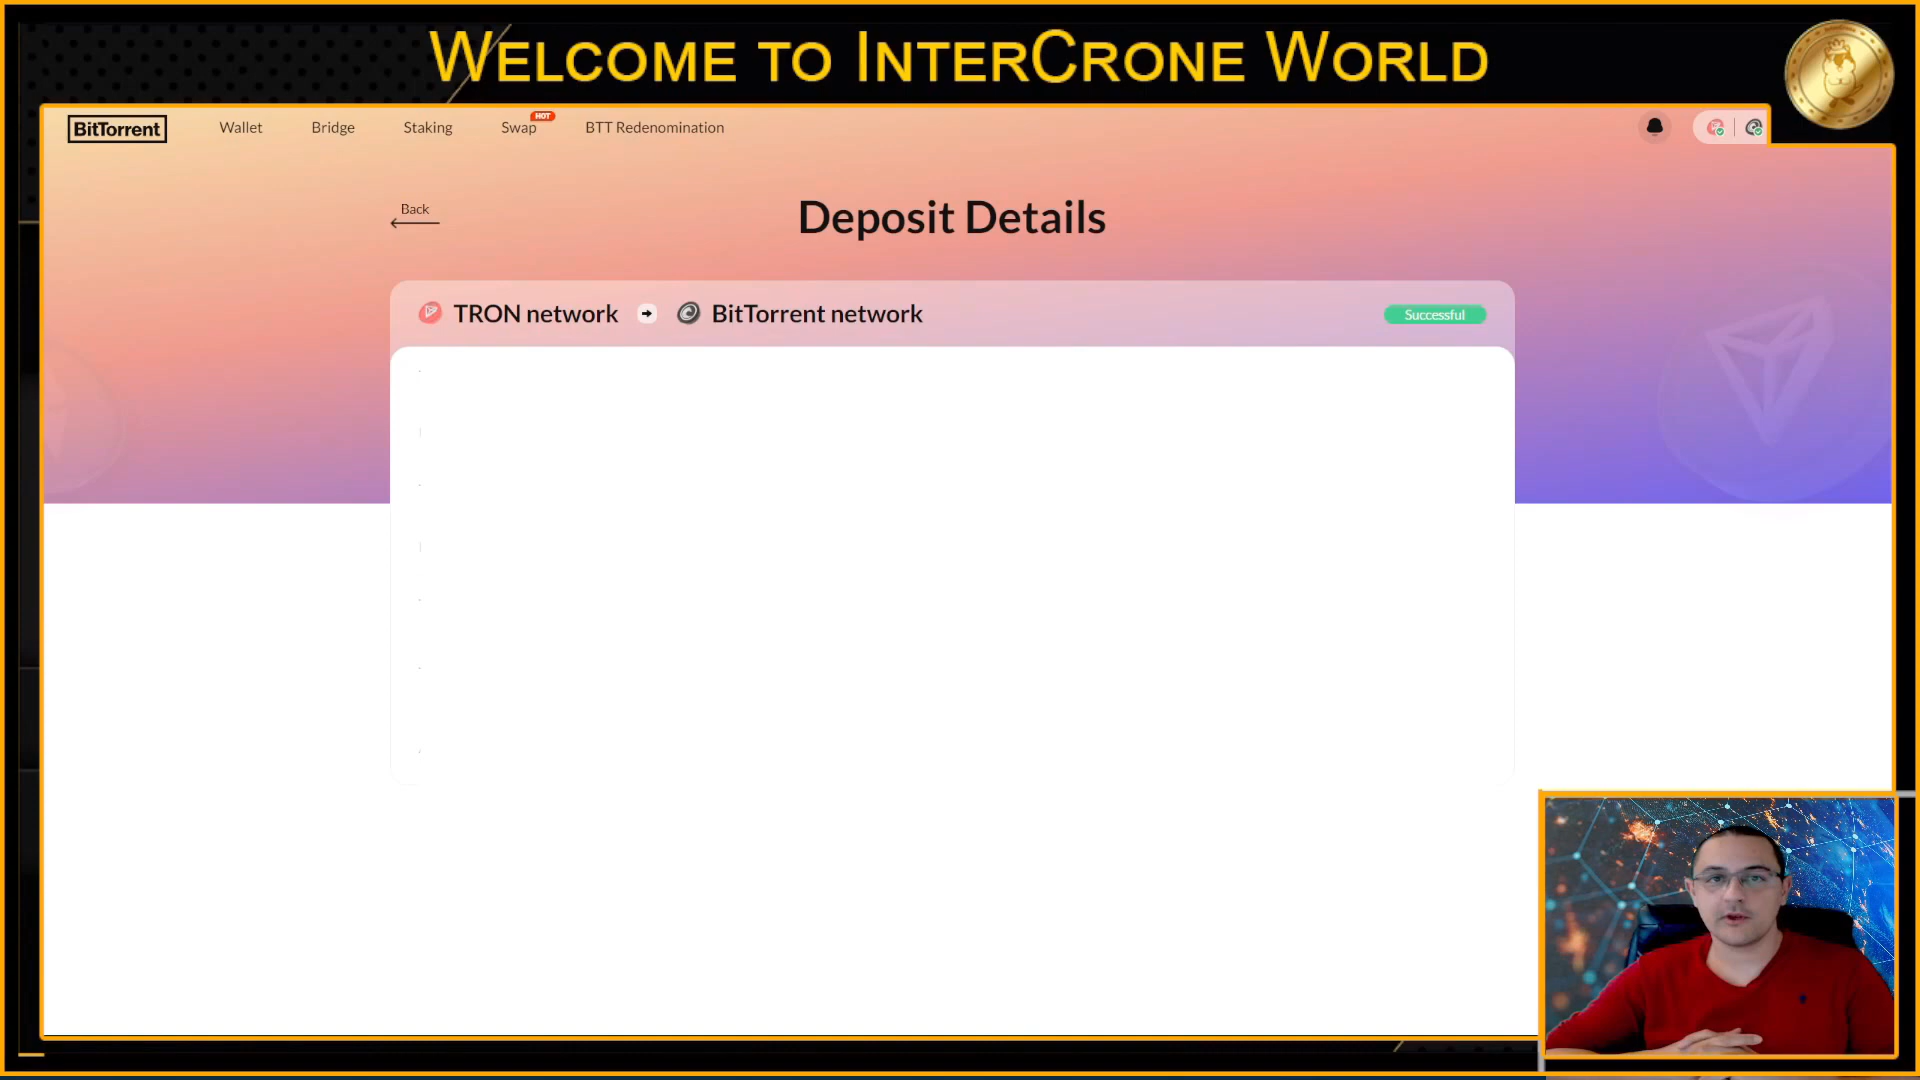 WELCOME TO INTERCRONE WORLD
BitTorrent
Wallet
Bridge
Staking
Swap
HOT
BTT Redenomination
Back
Deposit Details
TRON network
BitTorrent network
Successful